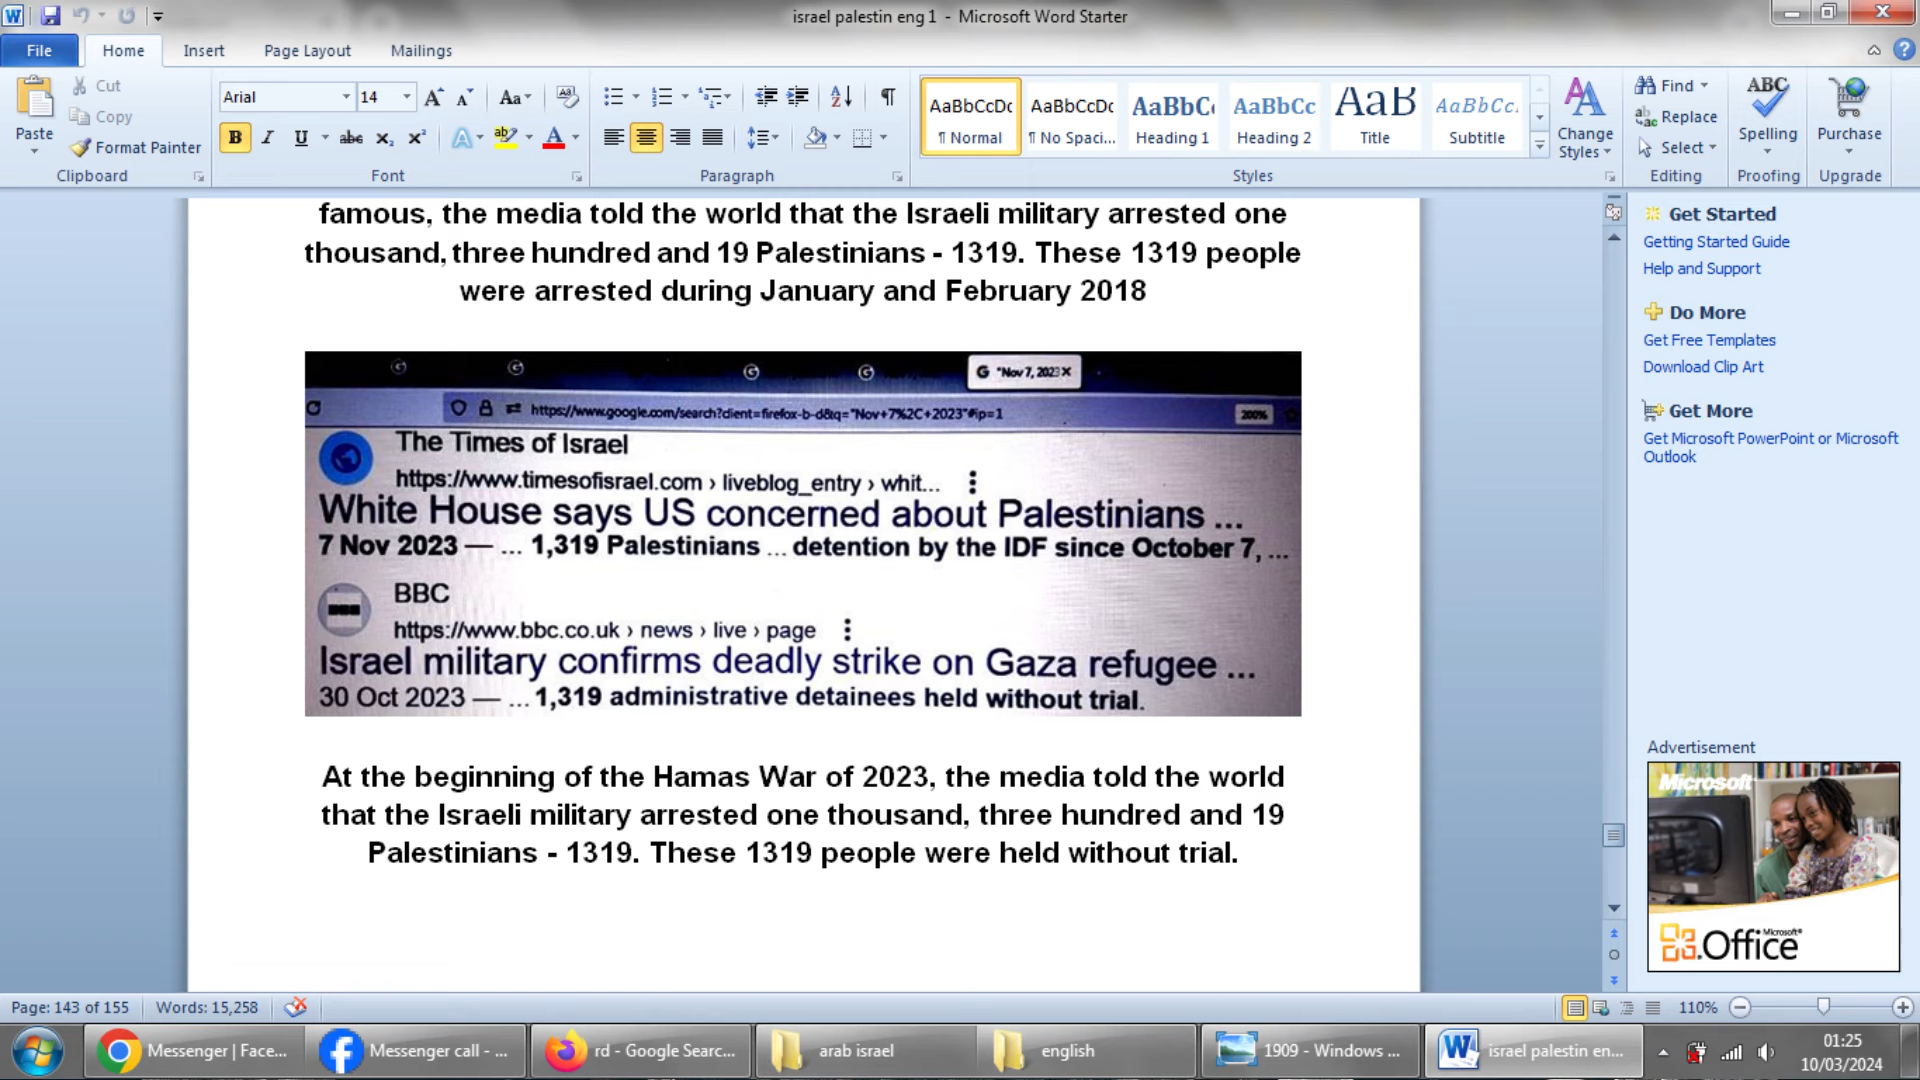 israel palestin eng 1 - Microsoft Word Starter
File Home Insert Page Layout Mailings
Paste
Cut
Copy
Format Painter
Clipboard
Arial 14
Font
Paragraph
AaBbCcDc AaBbCcDc AaBbC AaBbCc AaB AaBbCc.
¶ Normal ¶ No Spaci... Heading 1 Heading 2 Title Subtitle
Styles
Change Styles
Find
Replace
Select
Editing
ABC
Spelling
Proofing
Purchase
Upgrade
famous, the media told the world that the Israeli military arrested one
thousand, three hundred and 19 Palestinians - 1319. These 1319 people
were arrested during January and February 2018
G "Nov 7, 2023 X
https://www.google.com/search?client=firefox-b-d&q="Nov+7%2C+2023"#ip=1 200%
The Times of Israel
https://www.timesofisrael.com › liveblog_entry › whit...
White House says US concerned about Palestinians ...
7 Nov 2023 — ... 1,319 Palestinians ... detention by the IDF since October 7, ...
BBC
https://www.bbc.co.uk › news › live › page
Israel military confirms deadly strike on Gaza refugee ...
30 Oct 2023 — ... 1,319 administrative detainees held without trial.
At the beginning of the Hamas War of 2023, the media told the world
that the Israeli military arrested one thousand, three hundred and 19
Palestinians - 1319. These 1319 people were held without trial.
Get Started
Getting Started Guide
Help and Support
Do More
Get Free Templates
Download Clip Art
Get More
Get Microsoft PowerPoint or Microsoft
Outlook
Advertisement
Microsoft
Microsoft
Office
Page: 143 of 155 Words: 15,258 110%
Messenger | Face... Messenger call - ... rd - Google Searc... arab israel english 1909 - Windows ... israel palestin en...
01:25
10/03/2024